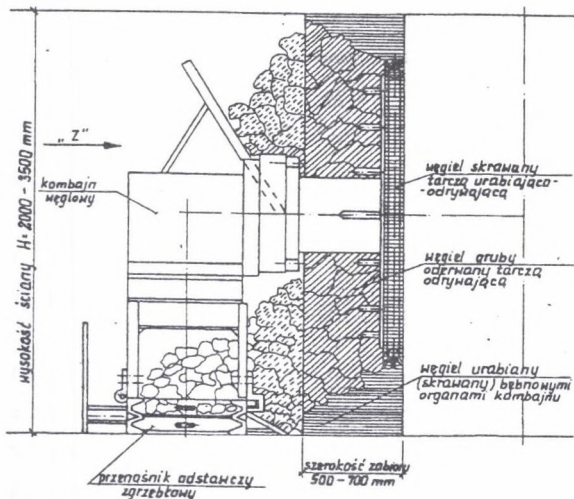 wysokość ściany H = 2000 - 3500 mm
„Z"
kombajn
węglowy
węgiel skrawany
tarczą urabiająco-
odrywającą
węgiel gruby
oderwany tarczą
odrywającą
węgiel urabiany
(skrawany) bębnowymi
organami kombajnu
szerokość zabioru
500 - 700 mm
przenośnik odstawczy
zgrzebłowy